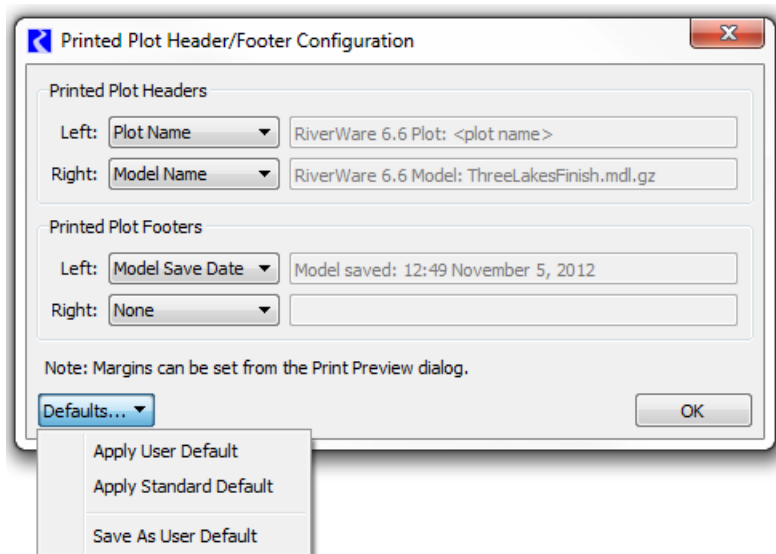 Printed Plot Header/Footer Configuration
Printed Plot Headers
Left: Plot Name RiverWare 6.6 Plot: <plot name>
Right: Model Name RiverWare 6.6 Model: ThreeLakesFinish.mdl.gz
Printed Plot Footers
Left: Model Save Date Model saved: 12:49 November 5, 2012
Right: None
Note: Margins can be set from the Print Preview dialog.
Defaults... OK
Apply User Default
Apply Standard Default
Save As User Default